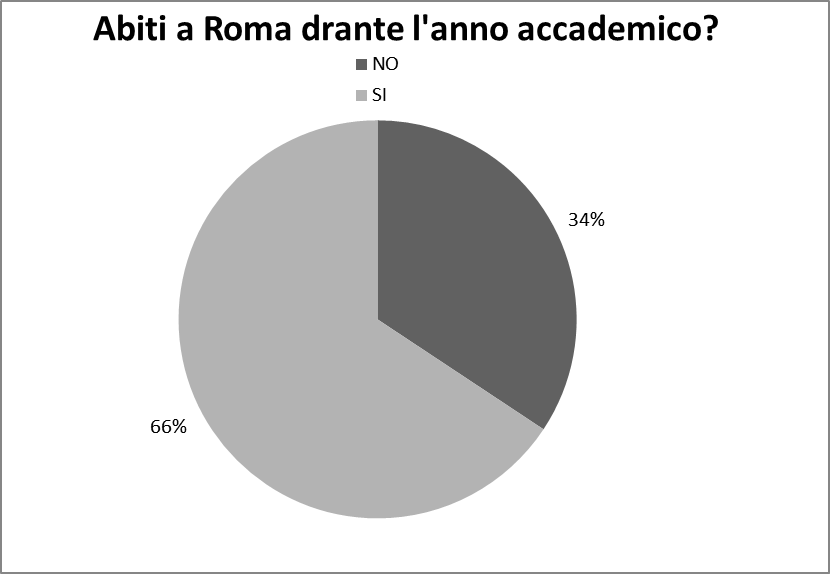 Abiti a Roma drante l'anno accademico?
NO
SI
34%
66%